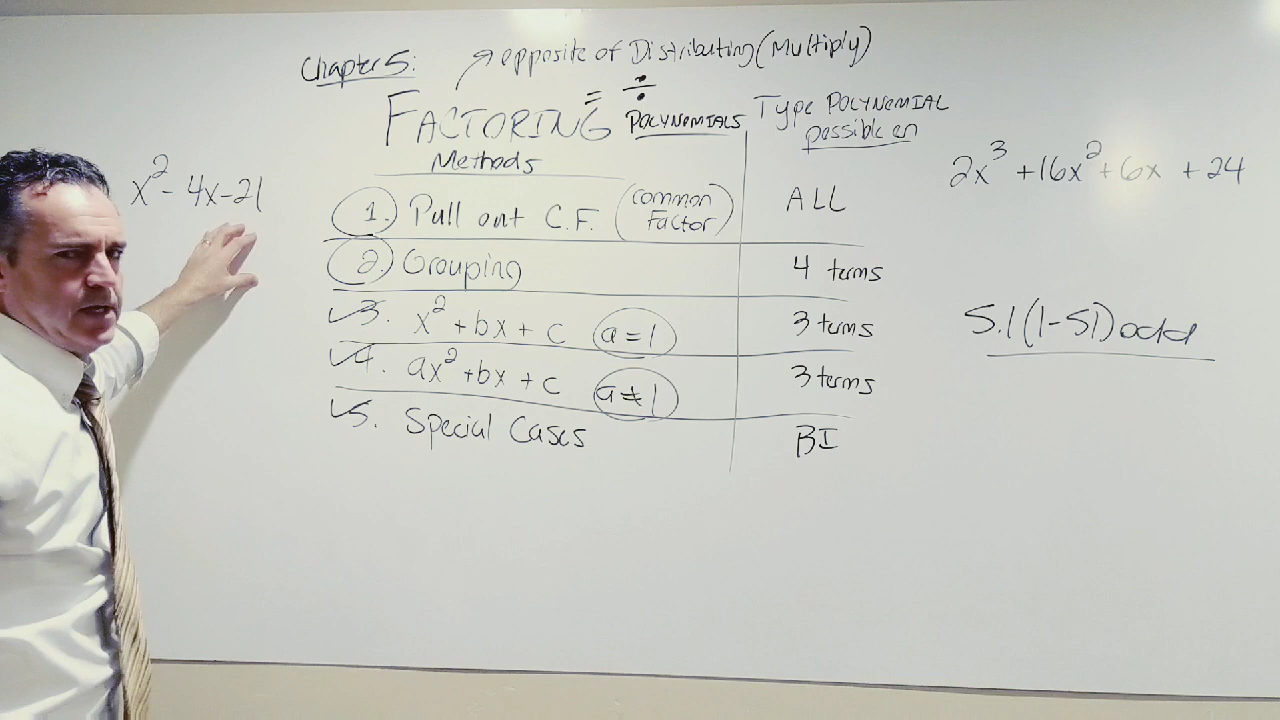 Chapter 5:
opposite of Distributing (Multiply)
FACTORING = ÷ POLYNOMIALS
Type POLYNOMIAL
possible on
Methods
x² - 4x - 21
2x³ + 16x² + 6x + 24
1. Pull out C.F. (common Factor) ALL
2) Grouping 4 terms
✓3. x² + bx + c a = 1 3 terms
✓4. ax² + bx + c a ≠ 1 3 terms
✓5. Special Cases BI
5.1 (1-51) odd